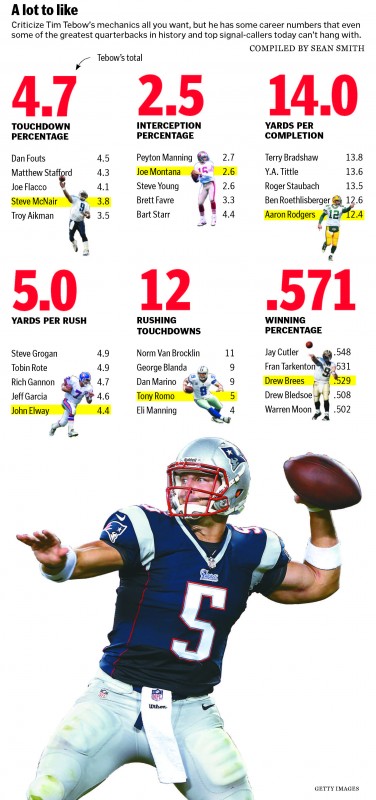 A lot to like
Criticize Tim Tebow's mechanics all you want, but he has some career numbers that even
some of the greatest quarterbacks in history and top signal-callers today can't hang with.
COMPILED BY SEAN SMITH
Tebow's total
4.7
TOUCHDOWN
PERCENTAGE
Dan Fouts 4.5
Matthew Stafford 4.3
Joe Flacco 4.1
Steve McNair 3.8
Troy Aikman 3.5
2.5
INTERCEPTION
PERCENTAGE
Peyton Manning 2.7
Joe Montana 2.6
Steve Young 2.6
Brett Favre 3.3
Bart Starr 4.4
14.0
YARDS PER
COMPLETION
Terry Bradshaw 13.8
Y.A. Tittle 13.6
Roger Staubach 13.5
Ben Roethlisberger 12.6
Aaron Rodgers 12.4
5.0
YARDS PER RUSH
Steve Grogan 4.9
Tobin Rote 4.9
Rich Gannon 4.7
Jeff Garcia 4.6
John Elway 4.4
12
RUSHING
TOUCHDOWNS
Norm Van Brocklin 11
George Blanda 9
Dan Marino 9
Tony Romo 5
Eli Manning 4
.571
WINNING
PERCENTAGE
Jay Cutler .548
Fran Tarkenton .531
Drew Brees .529
Drew Bledsoe .508
Warren Moon .502
5
5
Wilson
GETTY IMAGES